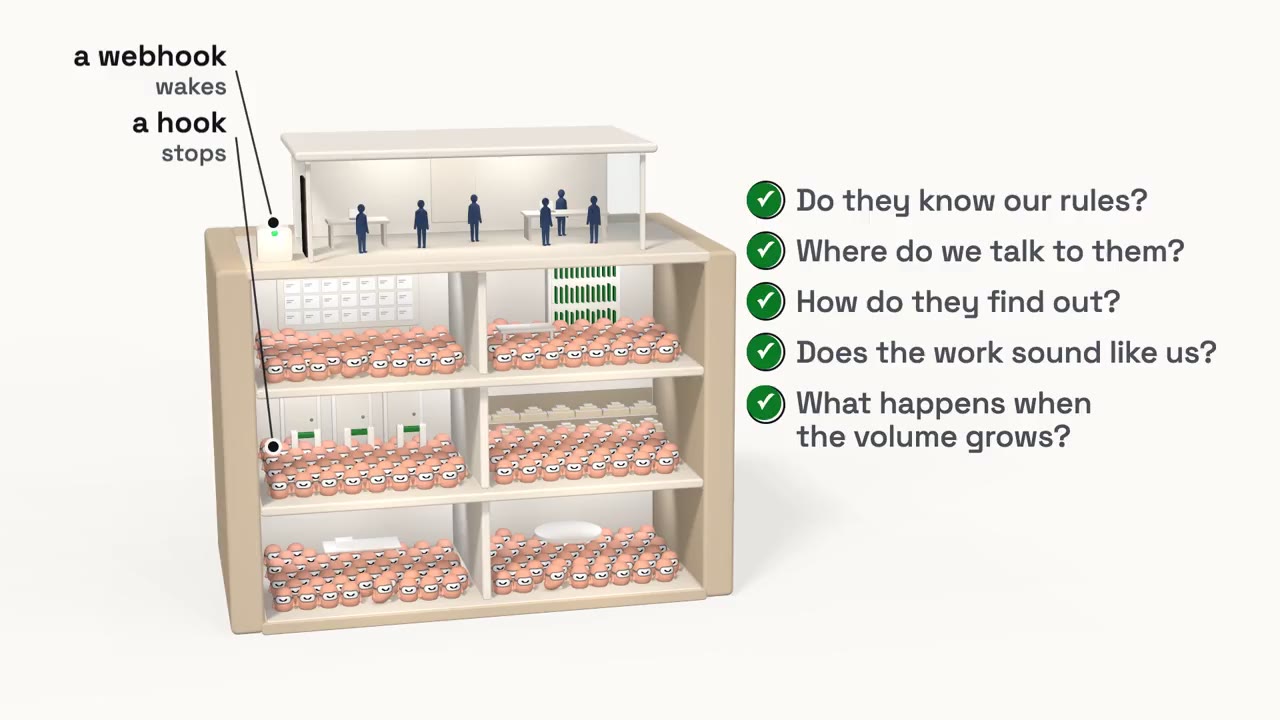 a webhook
wakes
a hook
stops
Do they know our rules?
Where do we talk to them?
How do they find out?
Does the work sound like us?
What happens when
the volume grows?